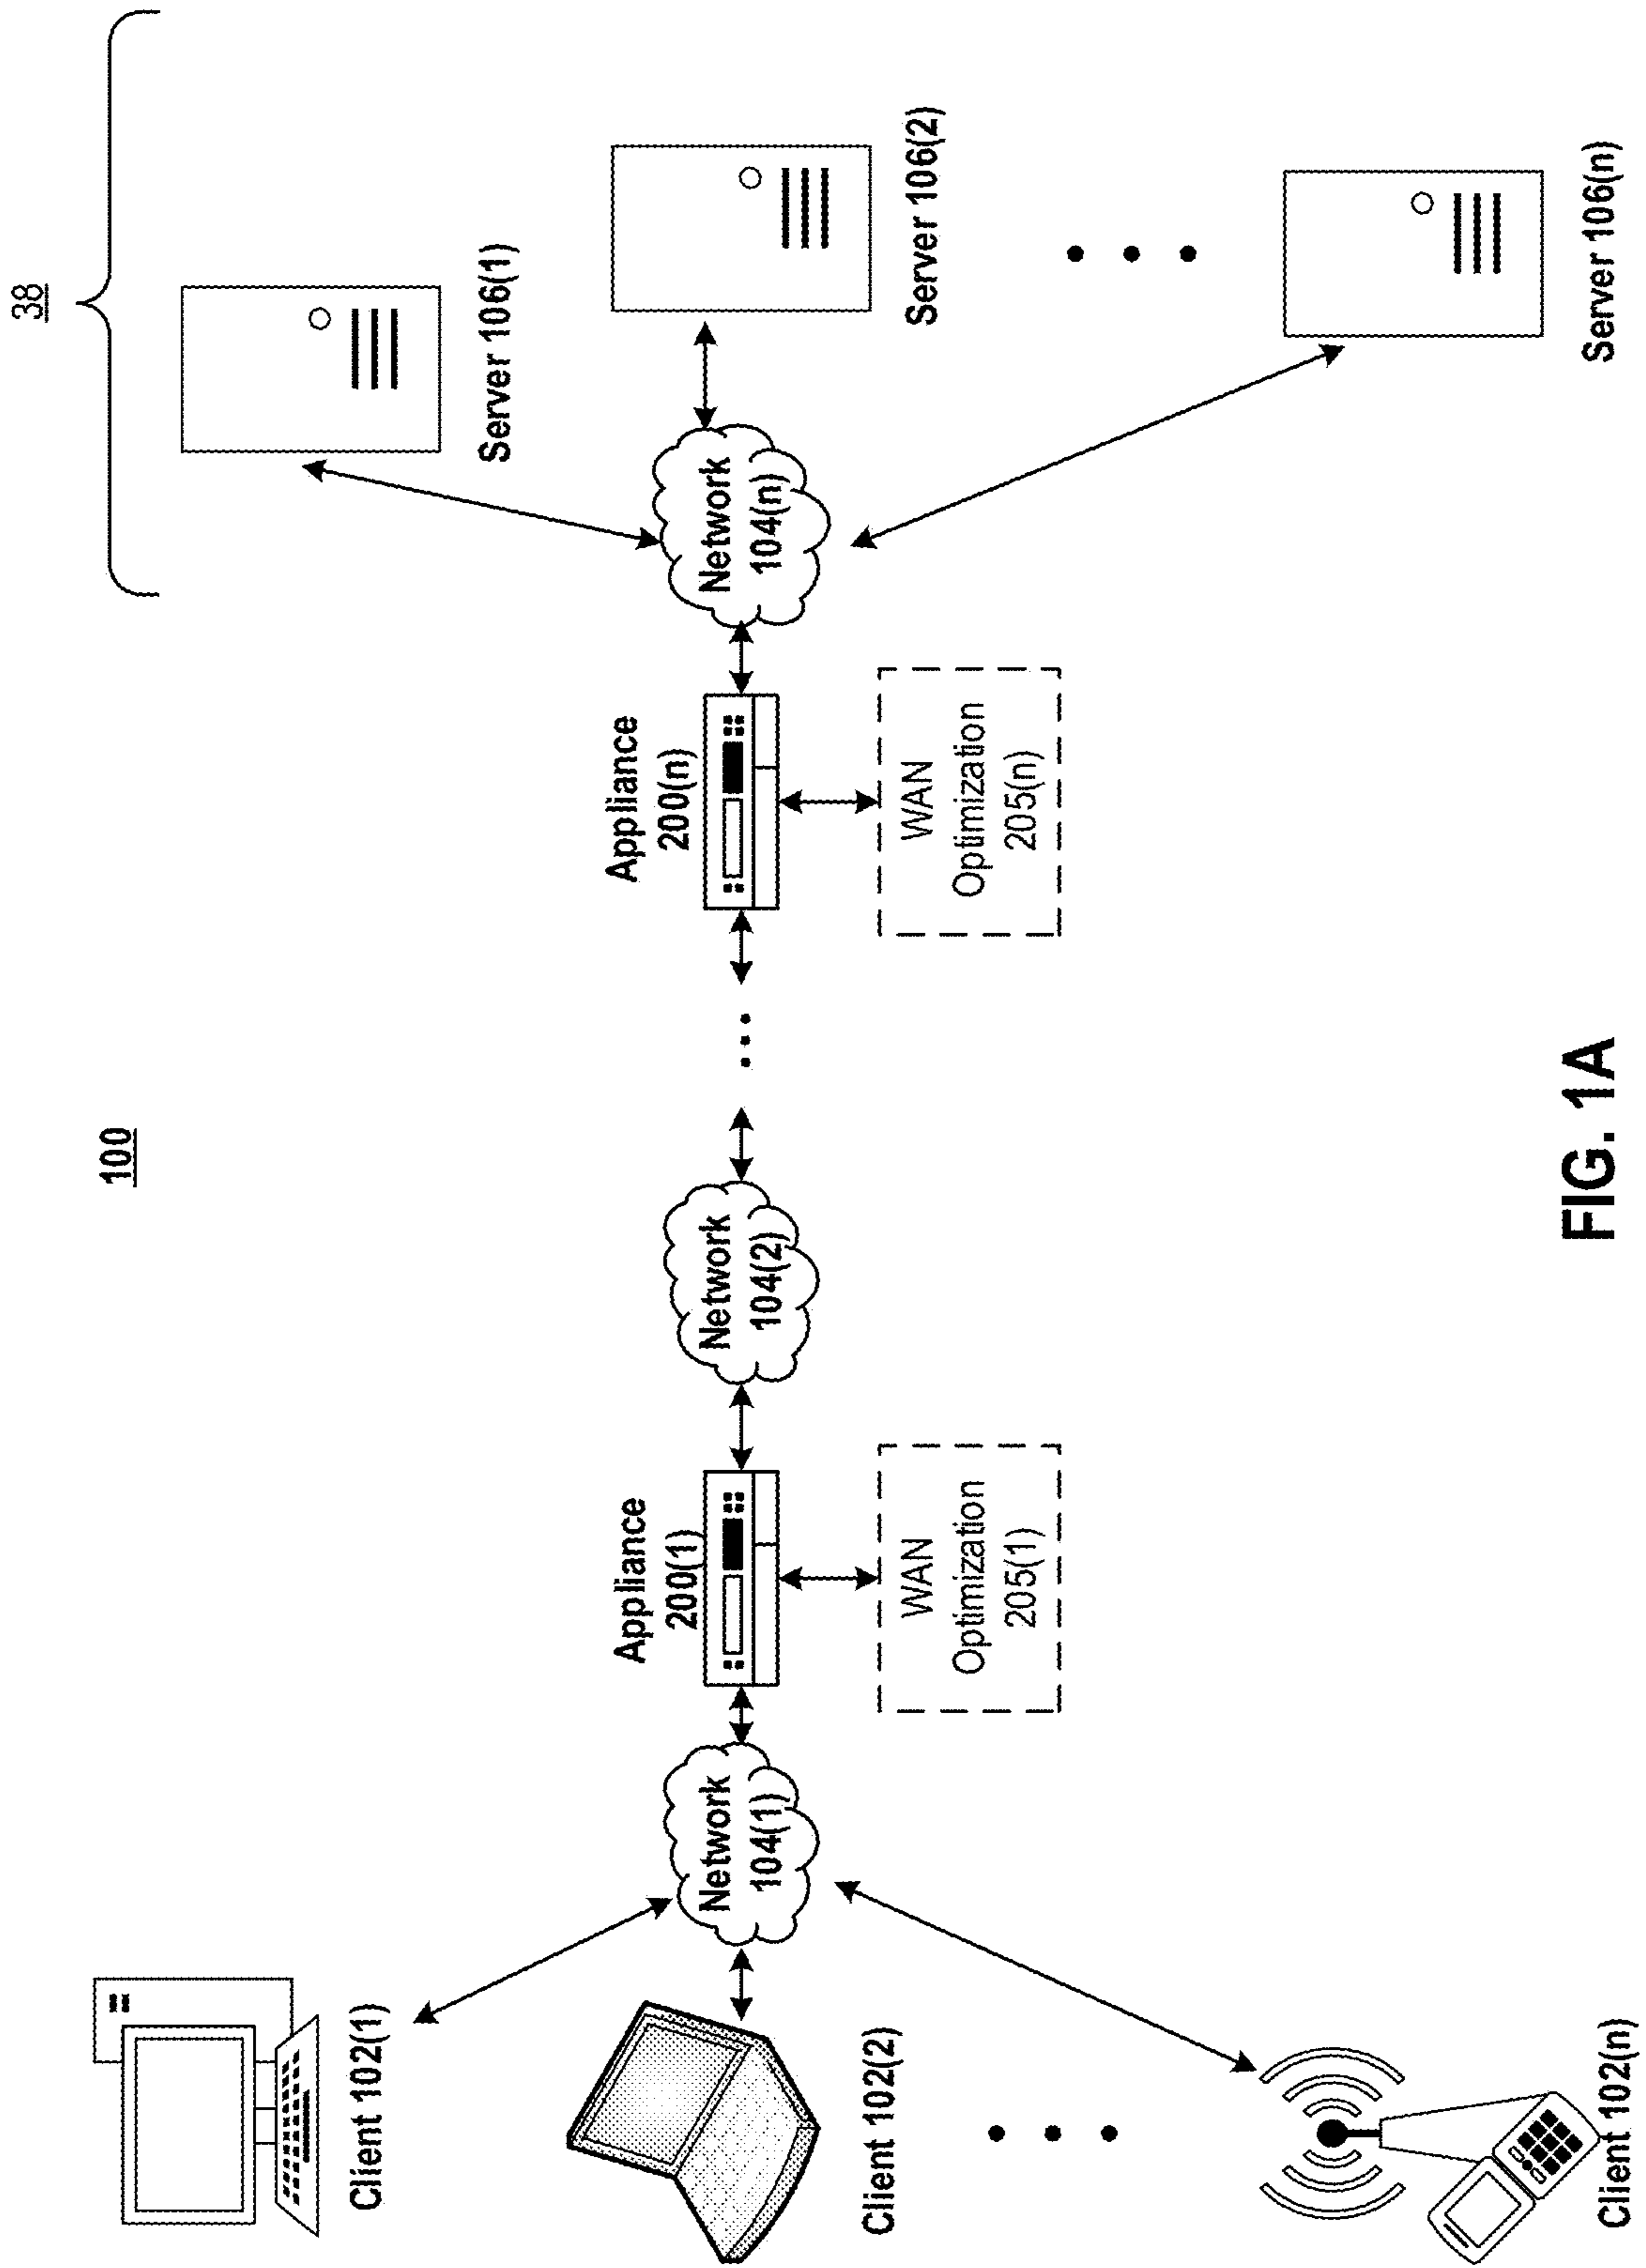 100
38
Client 102(1)
Client 102(2)
Client 102(n)
Network
104(1)
Appliance
200(1)
WAN
Optimization
205(1)
Network
104(2)
Appliance
200(n)
WAN
Optimization
205(n)
Network
104(n)
Server 106(1)
Server 106(2)
Server 106(n)
FIG. 1A